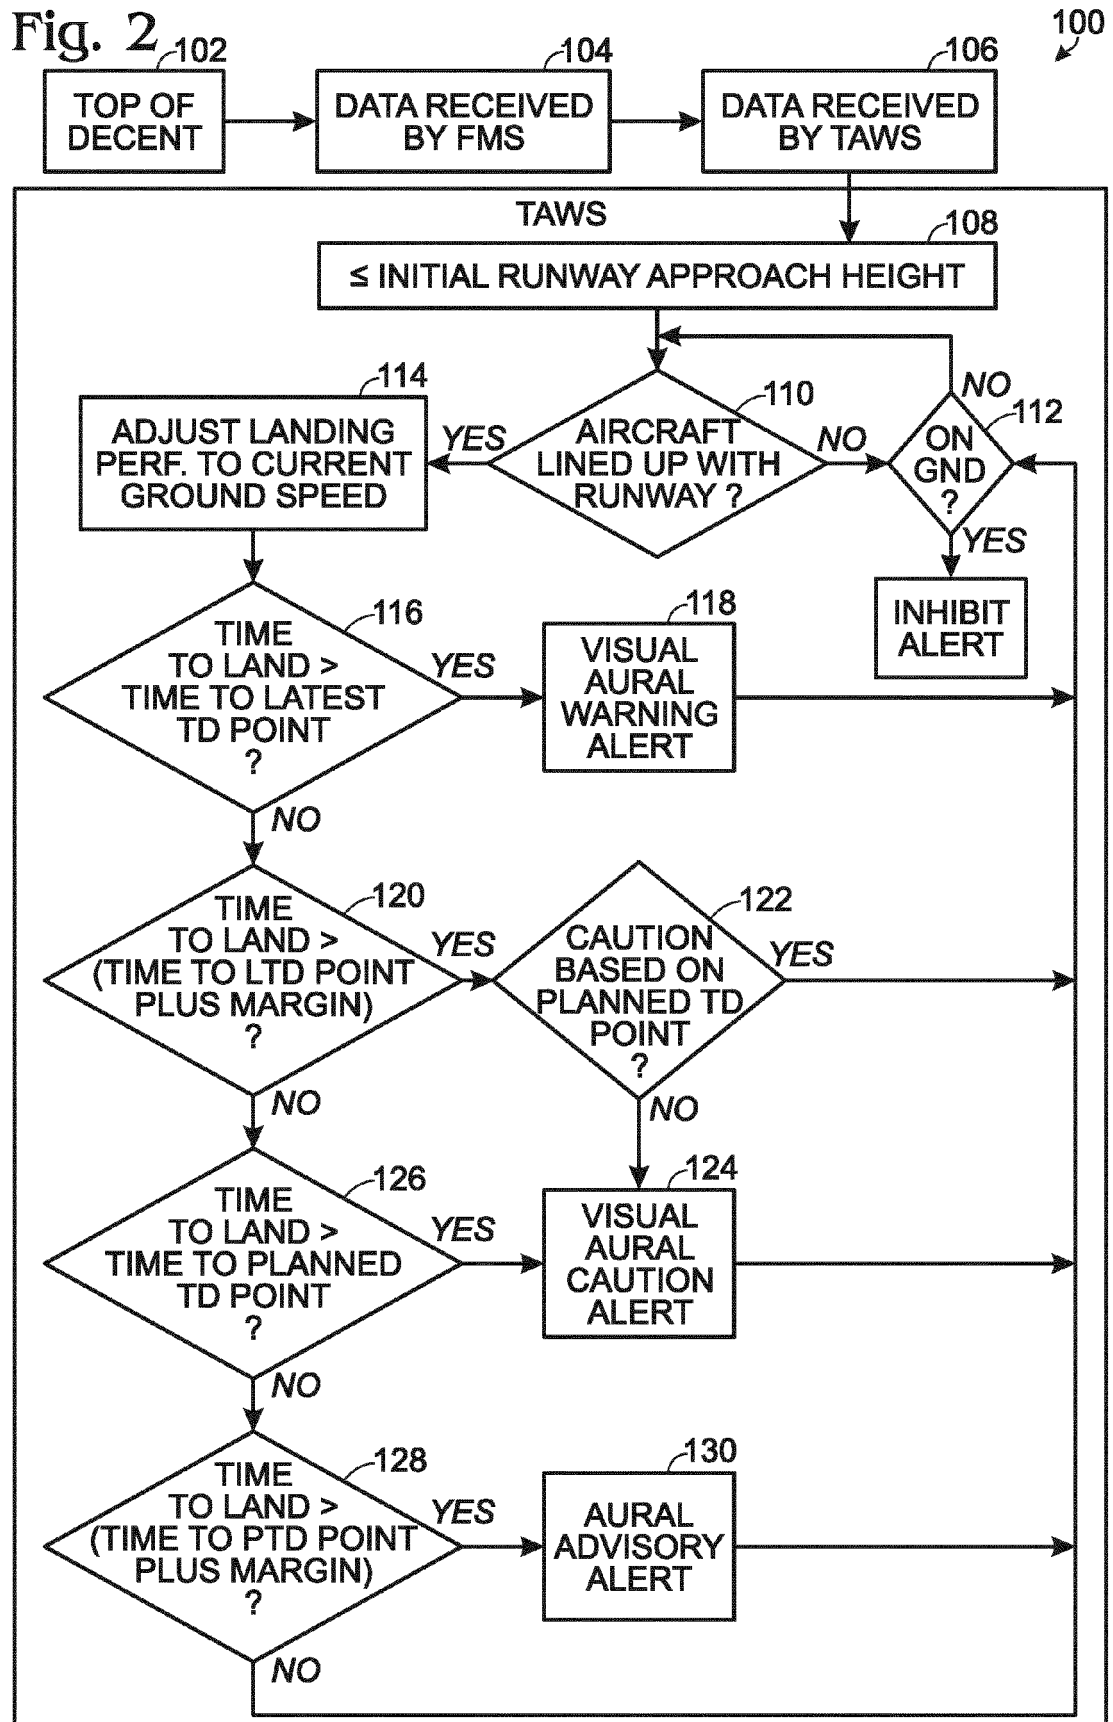 Fig. 2
100
102
TOP OF
DECENT
104
DATA RECEIVED
BY FMS
106
DATA RECEIVED
BY TAWS
TAWS
108
≤ INITIAL RUNWAY APPROACH HEIGHT
110
AIRCRAFT
LINED UP WITH
RUNWAY ?
YES
NO
112
ON
GND
?
NO
YES
INHIBIT
ALERT
114
ADJUST LANDING
PERF. TO CURRENT
GROUND SPEED
116
TIME
TO LAND >
TIME TO LATEST
TD POINT
?
YES
NO
118
VISUAL
AURAL
WARNING
ALERT
120
TIME
TO LAND >
(TIME TO LTD POINT
PLUS MARGIN)
?
YES
NO
122
CAUTION
BASED ON
PLANNED TD
POINT
?
YES
NO
124
VISUAL
AURAL
CAUTION
ALERT
126
TIME
TO LAND >
TIME TO PLANNED
TD POINT
?
YES
NO
128
TIME
TO LAND >
(TIME TO PTD POINT
PLUS MARGIN)
?
YES
NO
130
AURAL
ADVISORY
ALERT